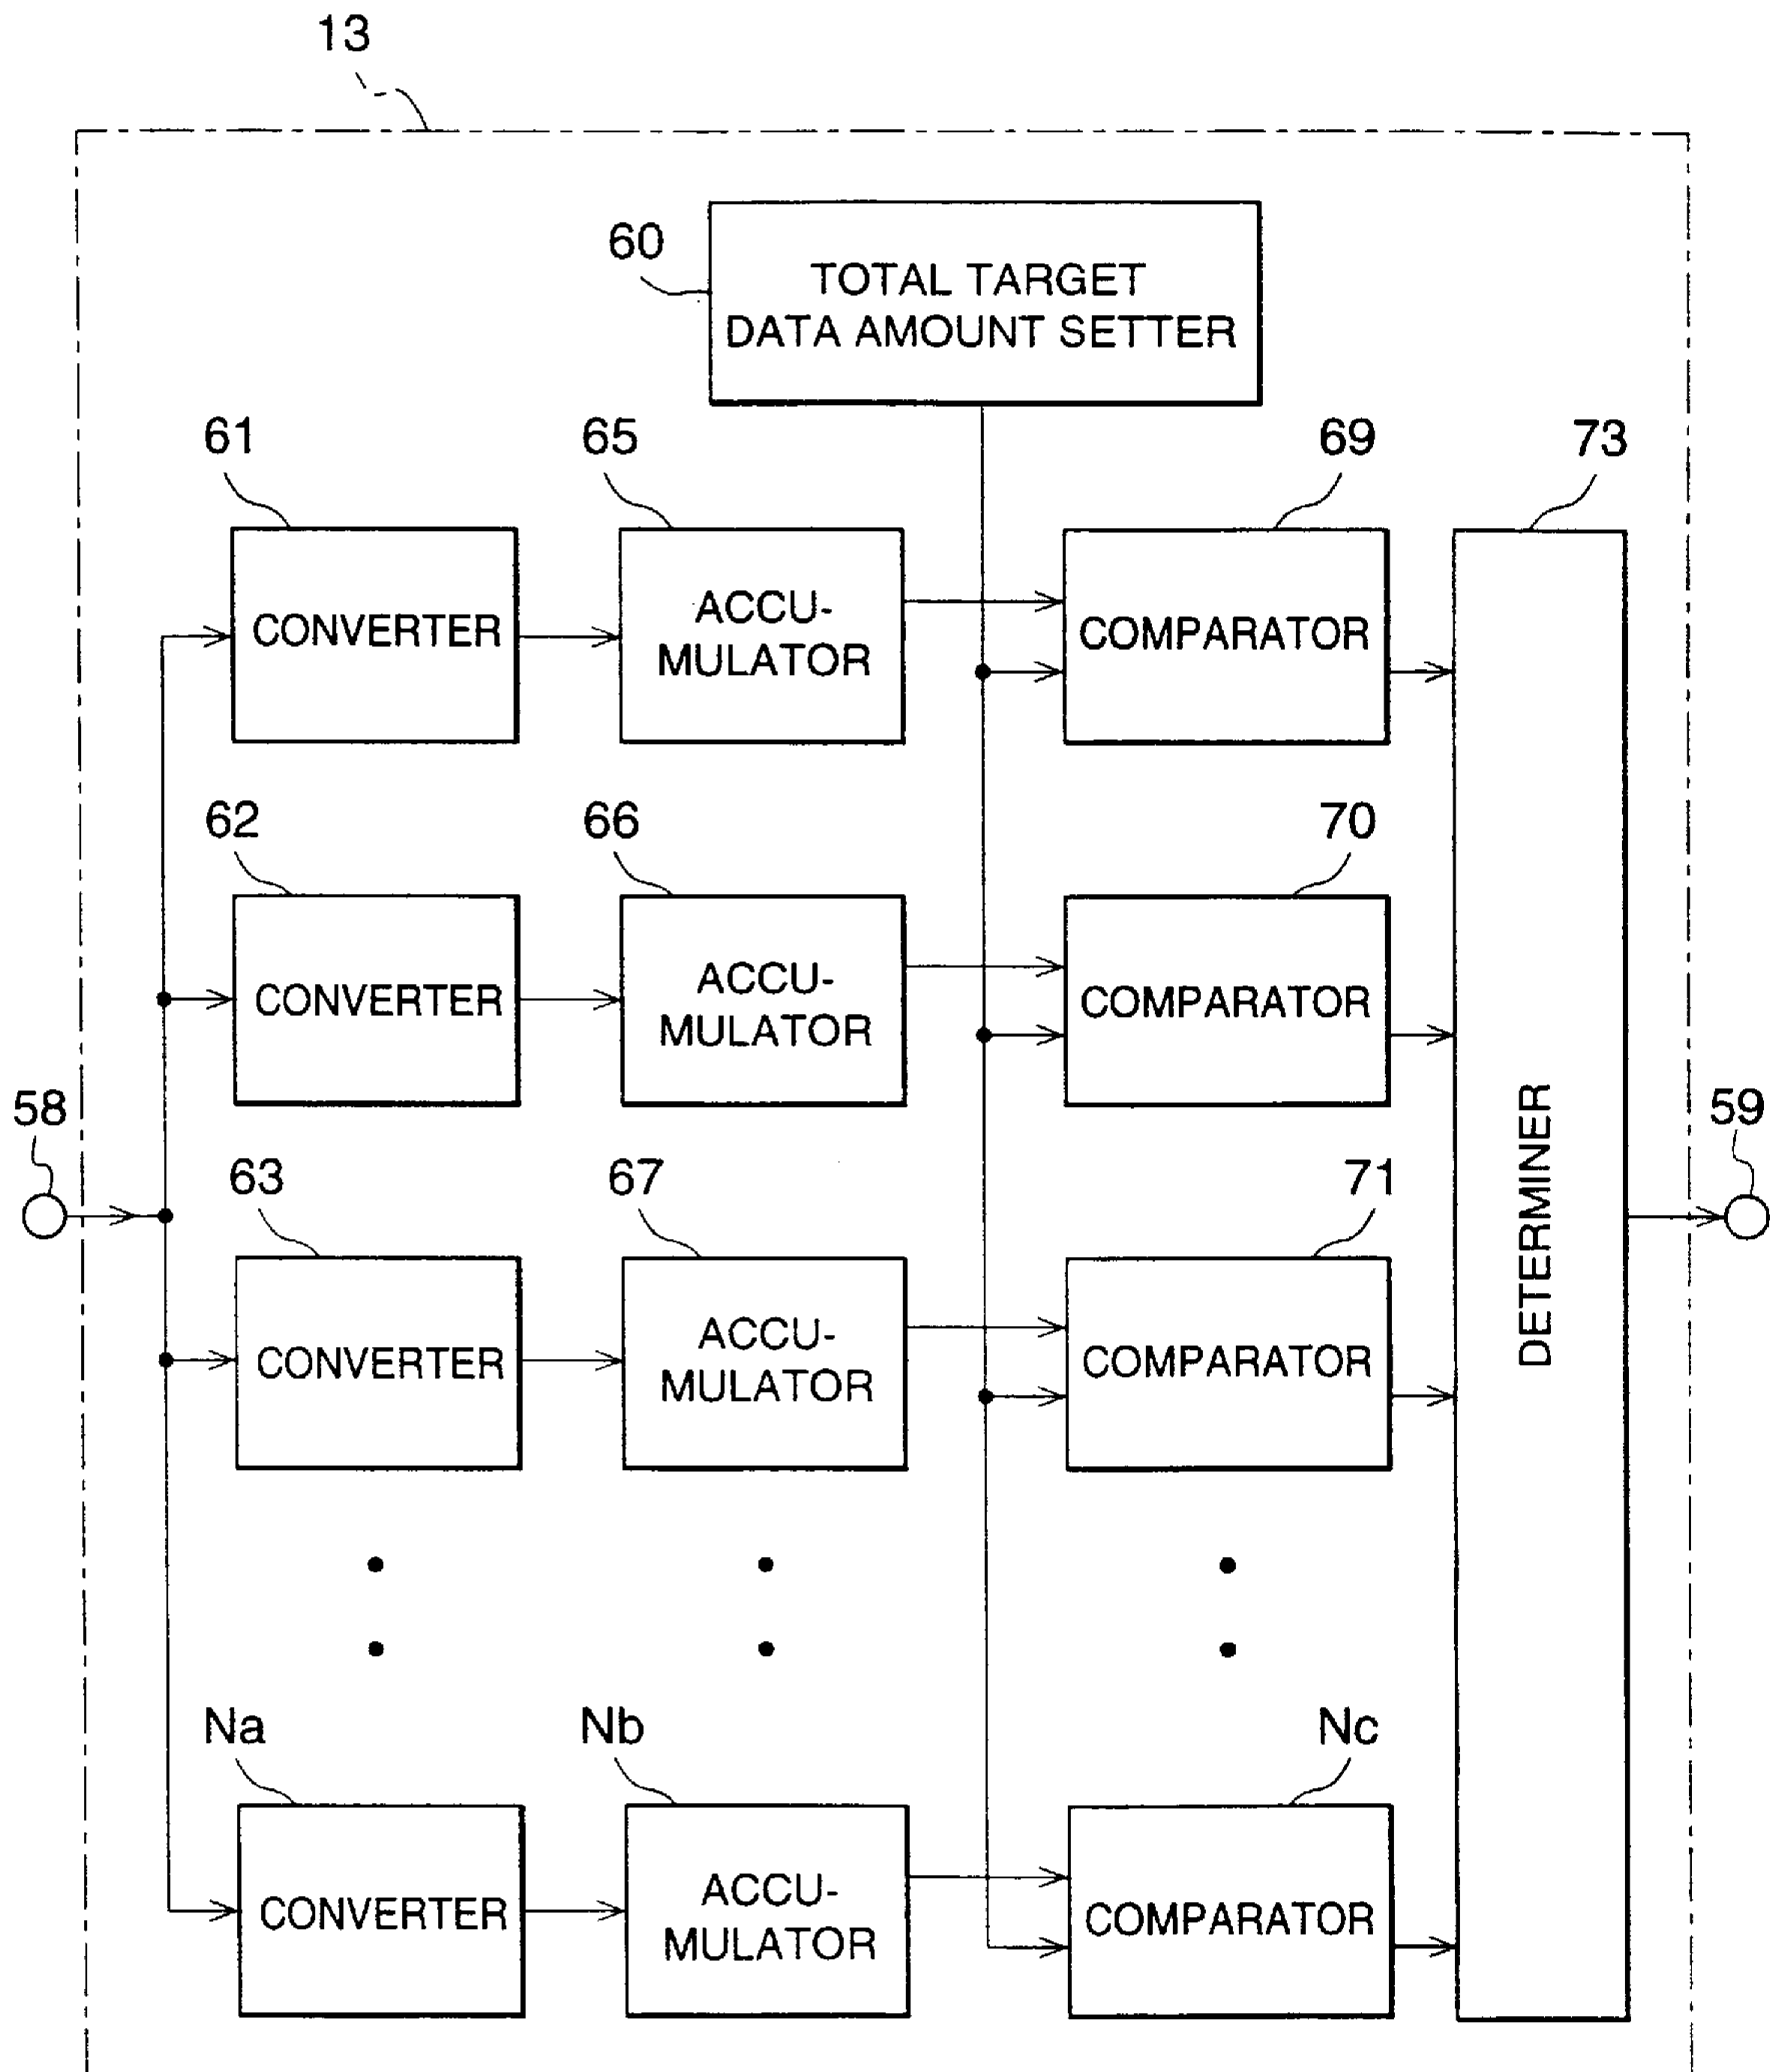 13
60
TOTAL TARGET
DATA AMOUNT SETTER
61
65
69
73
CONVERTER
ACCU-
MULATOR
COMPARATOR
62
66
70
CONVERTER
ACCU-
MULATOR
COMPARATOR
58
59
DETERMINER
63
67
71
CONVERTER
ACCU-
MULATOR
COMPARATOR
Na
Nb
Nc
CONVERTER
ACCU-
MULATOR
COMPARATOR